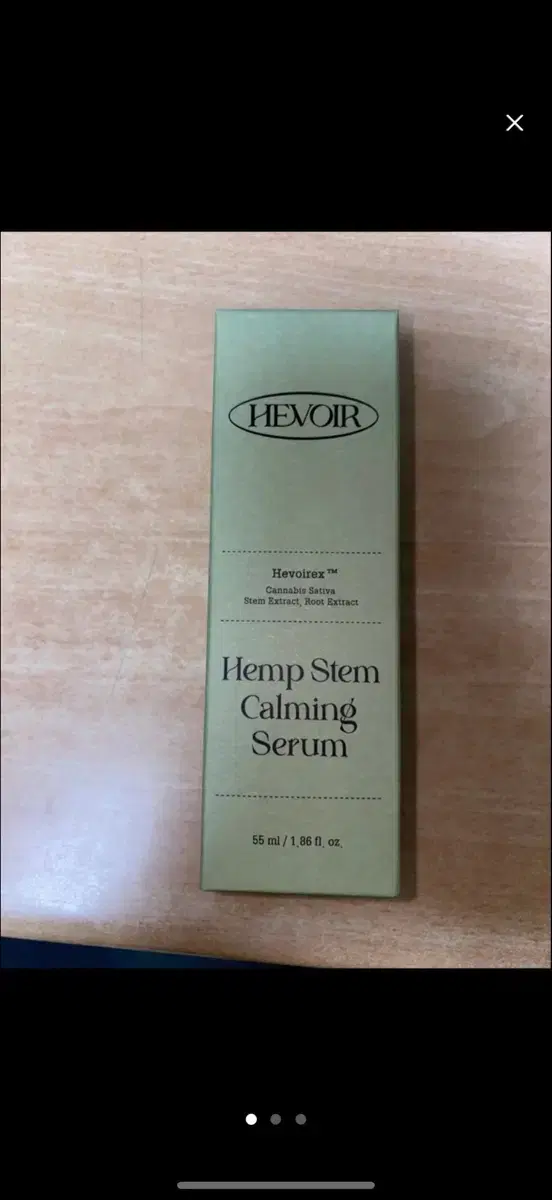 HEVOIR
Hevoirex™
Cannabis Sativa
Stem Extract, Root Extract
Hemp Stem
Calming
Serum
55 ml / 1.86 fl. oz.